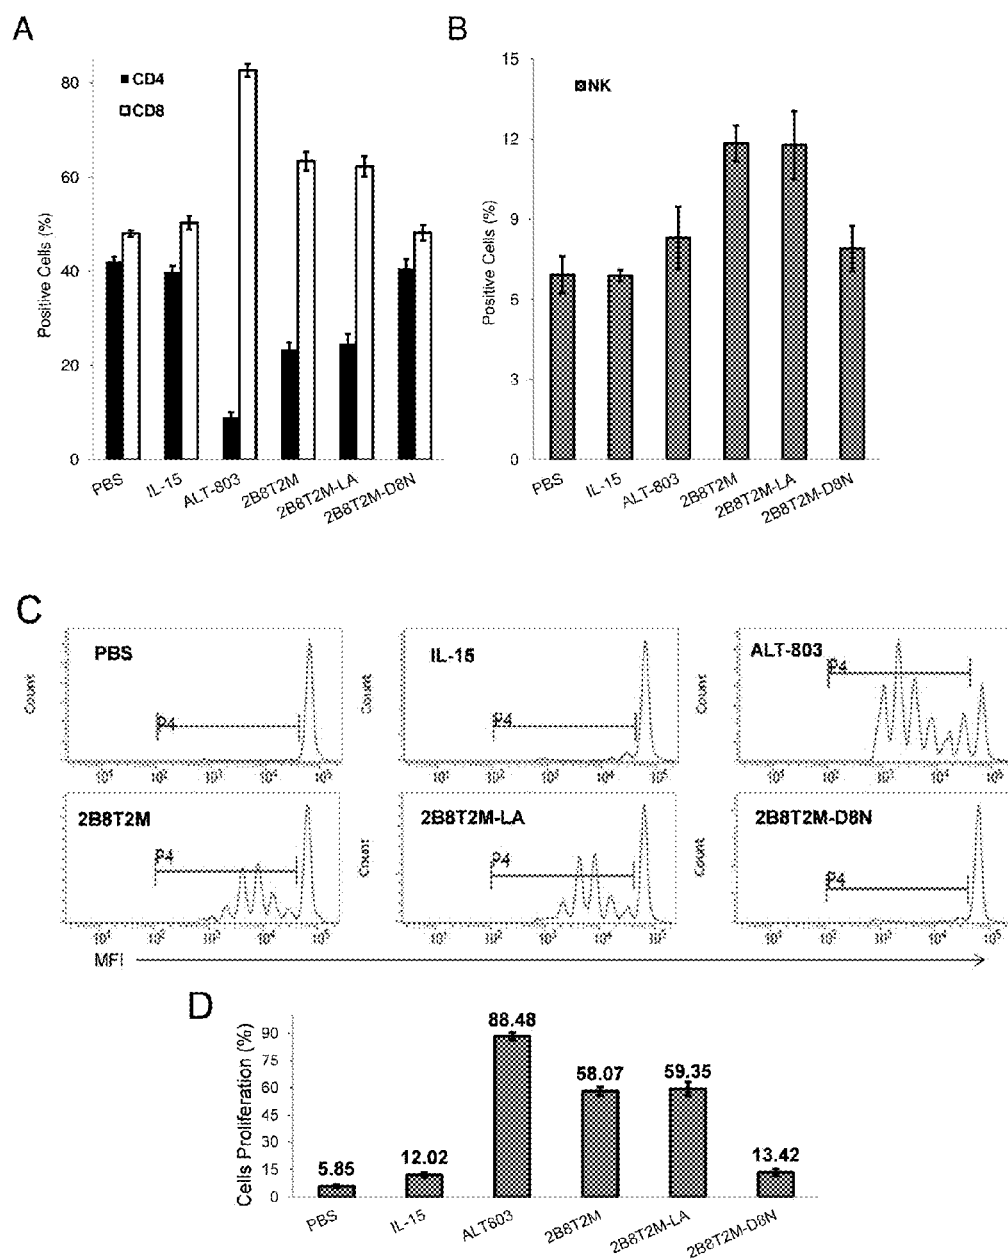 A
CD4
CD8
80
60
40
20
0
Positive Cells (%)
PBS
IL-15
ALT-803
2B8T2M
2B8T2M-LA
2B8T2M-D8N
B
NK
15
12
9
6
3
0
Positive Cells (%)
PBS
IL-15
ALT-803
2B8T2M
2B8T2M-LA
2B8T2M-D8N
C
PBS
P4
Count
IL-15
P4
Count
ALT-803
P4
Count
2B8T2M
P4
2B8T2M-LA
P4
Count
2B8T2M-D8N
P4
Count
MFI
D
Cells Proliferation (%)
90
75
60
45
30
15
0
5.85
12.02
88.48
58.07
59.35
13.42
PBS
IL-15
ALT803
2B8T2M
2B8T2M-LA
2B8T2M-D8N